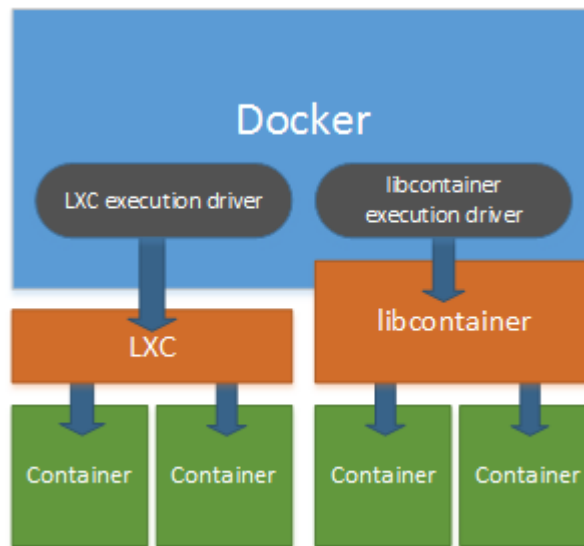 Docker
LXC execution driver
libcontainer
execution driver
LXC
libcontainer
Container
Container
Container
Container